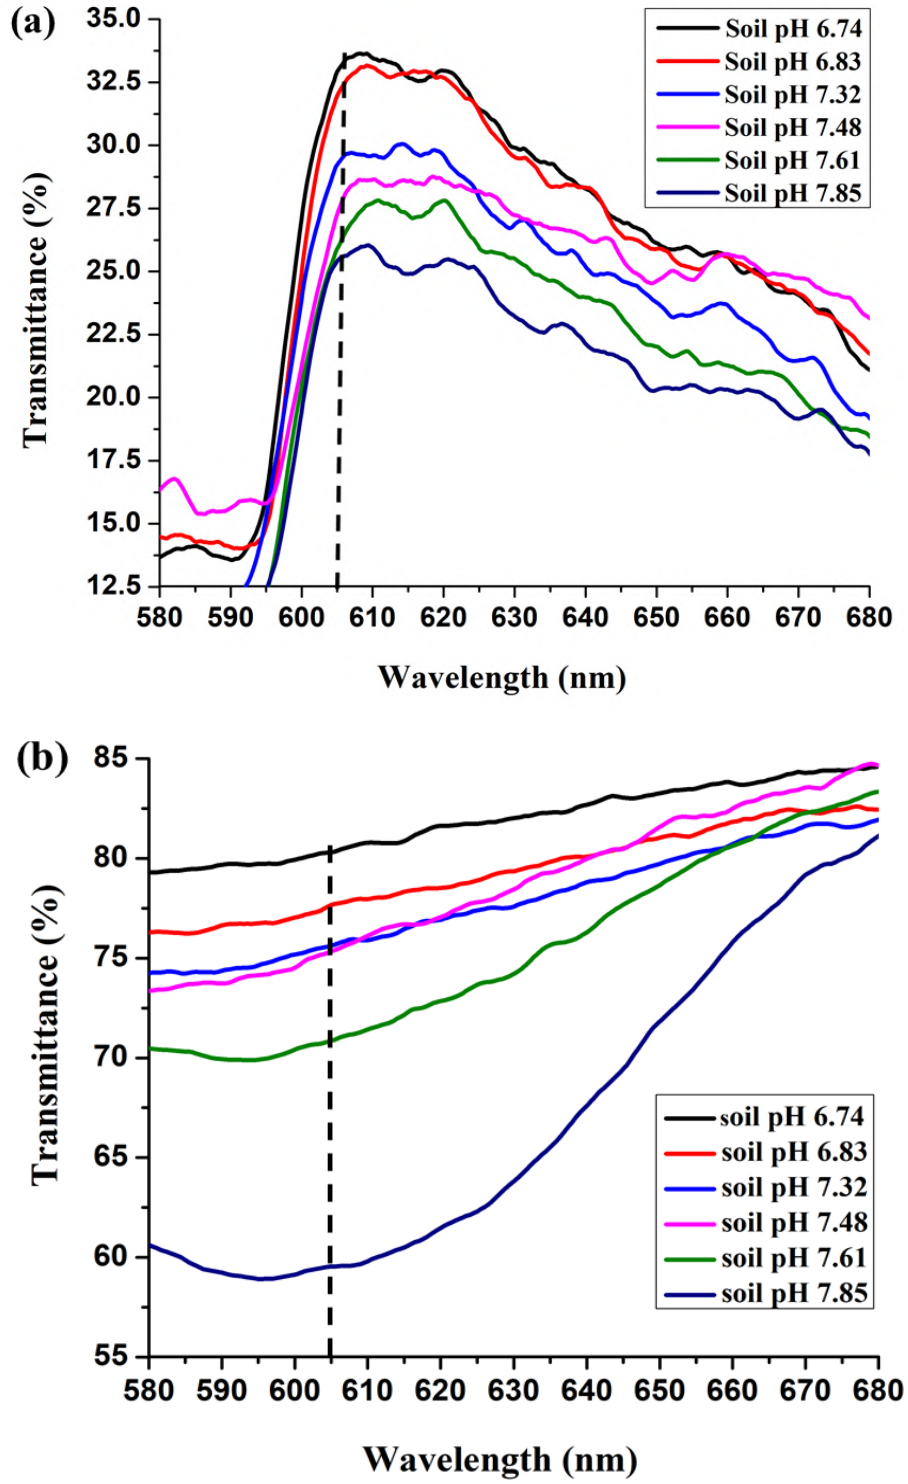 (a)
35.0
32.5
30.0
27.5
25.0
22.5
20.0
17.5
15.0
12.5
Transmittance (%)
Soil pH 6.74
Soil pH 6.83
Soil pH 7.32
Soil pH 7.48
Soil pH 7.61
Soil pH 7.85
580 590 600 610 620 630 640 650 660 670 680
Wavelength (nm)
(b)
85
80
75
70
65
60
55
Transmittance (%)
soil pH 6.74
soil pH 6.83
soil pH 7.32
soil pH 7.48
soil pH 7.61
soil pH 7.85
580 590 600 610 620 630 640 650 660 670 680
Wavelength (nm)